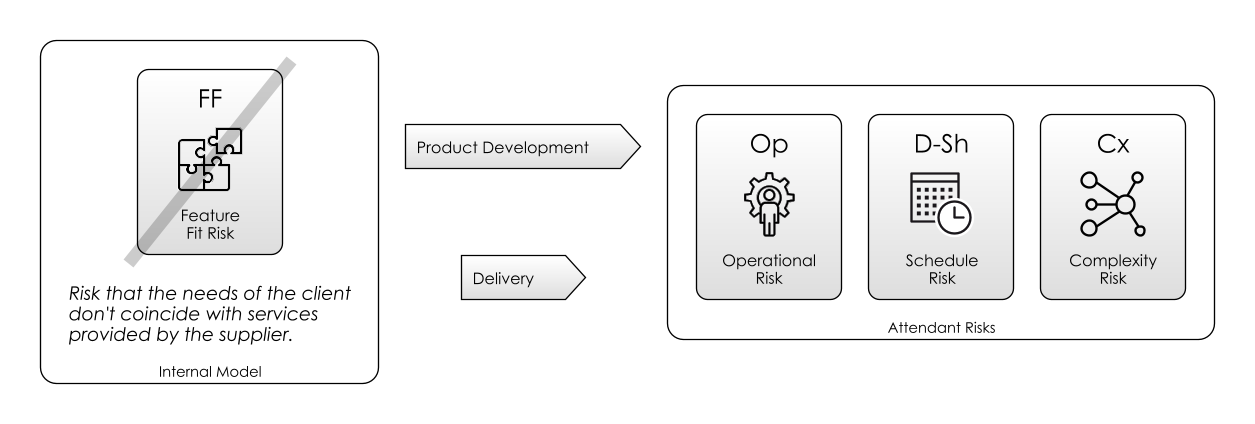 FF
Feature
Fit Risk
Risk that the needs of the client
don't coincide with services
provided by the supplier.
Internal Model
Product Development
Delivery
Op
Operational
Risk
D-Sh
Schedule
Risk
Cx
Complexity
Risk
Attendant Risks